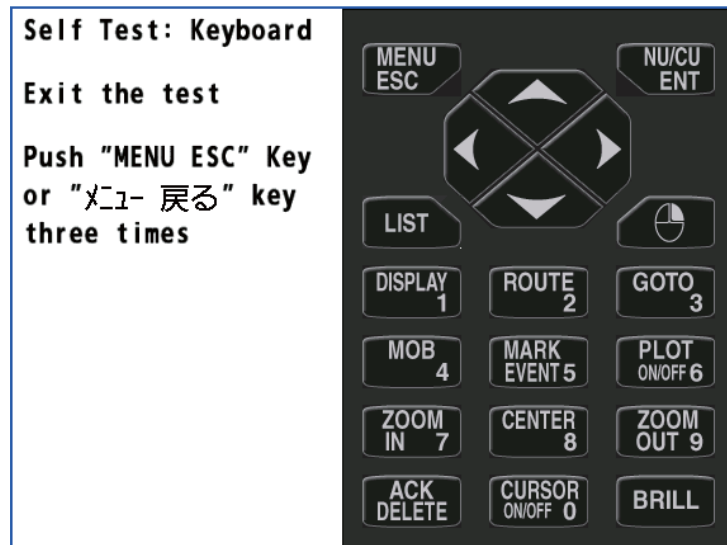 Self Test: Keyboard
Exit the test
Push "MENU ESC" Key
or "ﾒﾆｭｰ 戻る" key
three times
MENU
ESC
NU/CU
ENT
LIST
DISPLAY
1
ROUTE
2
GOTO
3
MOB
4
MARK
EVENT 5
PLOT
ON/OFF 6
ZOOM
IN 7
CENTER
8
ZOOM
OUT 9
ACK
DELETE
CURSOR
ON/OFF 0
BRILL